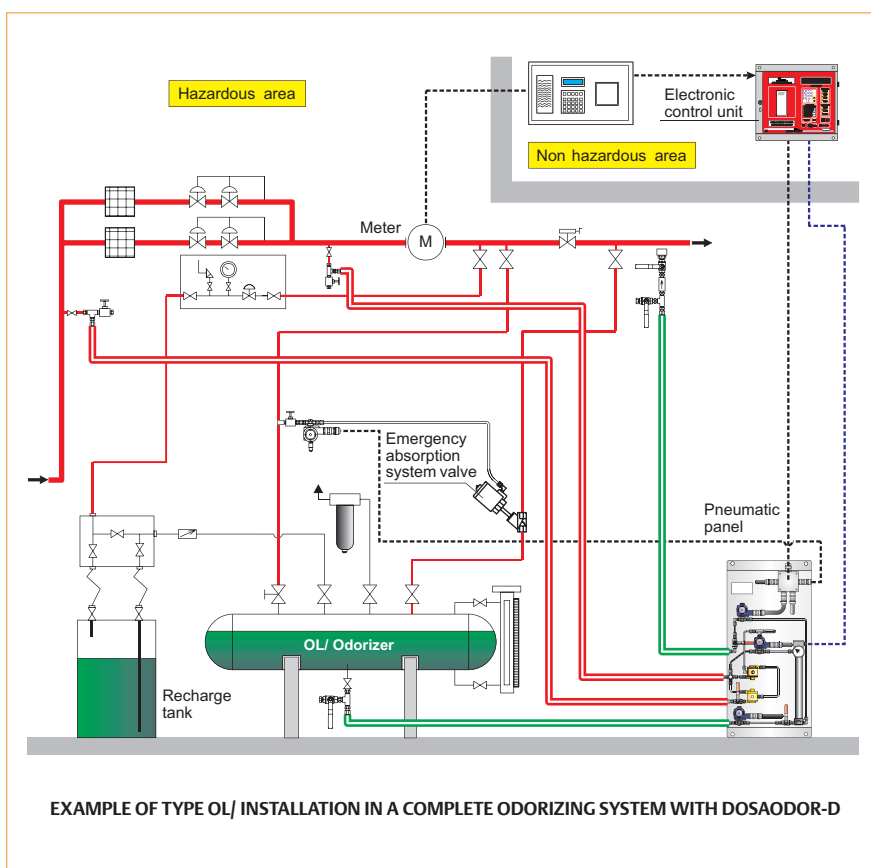 Hazardous area
Electronic
control unit
Non hazardous area
Meter
M
Emergency
absorption
system valve
Pneumatic
panel
OL/ Odorizer
Recharge
tank
EXAMPLE OF TYPE OL/ INSTALLATION IN A COMPLETE ODORIZING SYSTEM WITH DOSAODOR-D